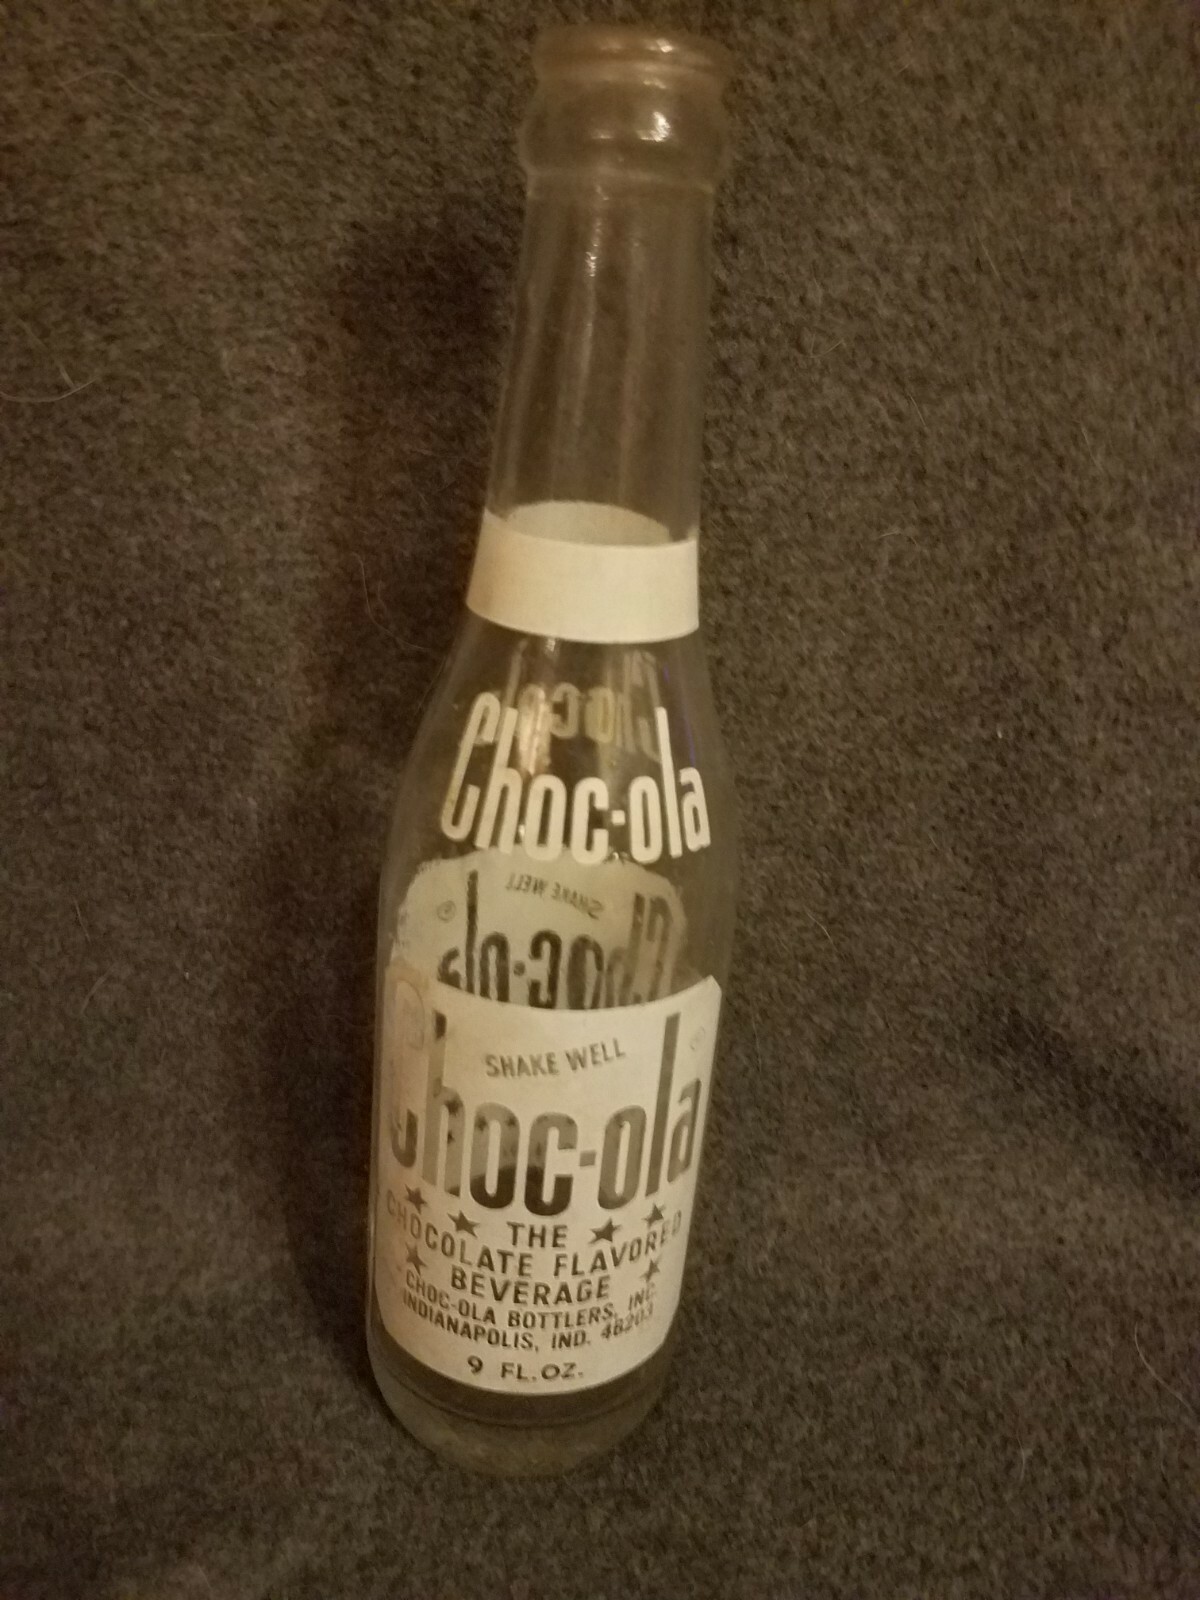 Choc-ola
SHAKE WELL
Choc-ola
THE
CHOCOLATE FLAVORED
BEVERAGE
CHOC-OLA BOTTLERS, INC.
INDIANAPOLIS, IND. 46203
9 FL. OZ.